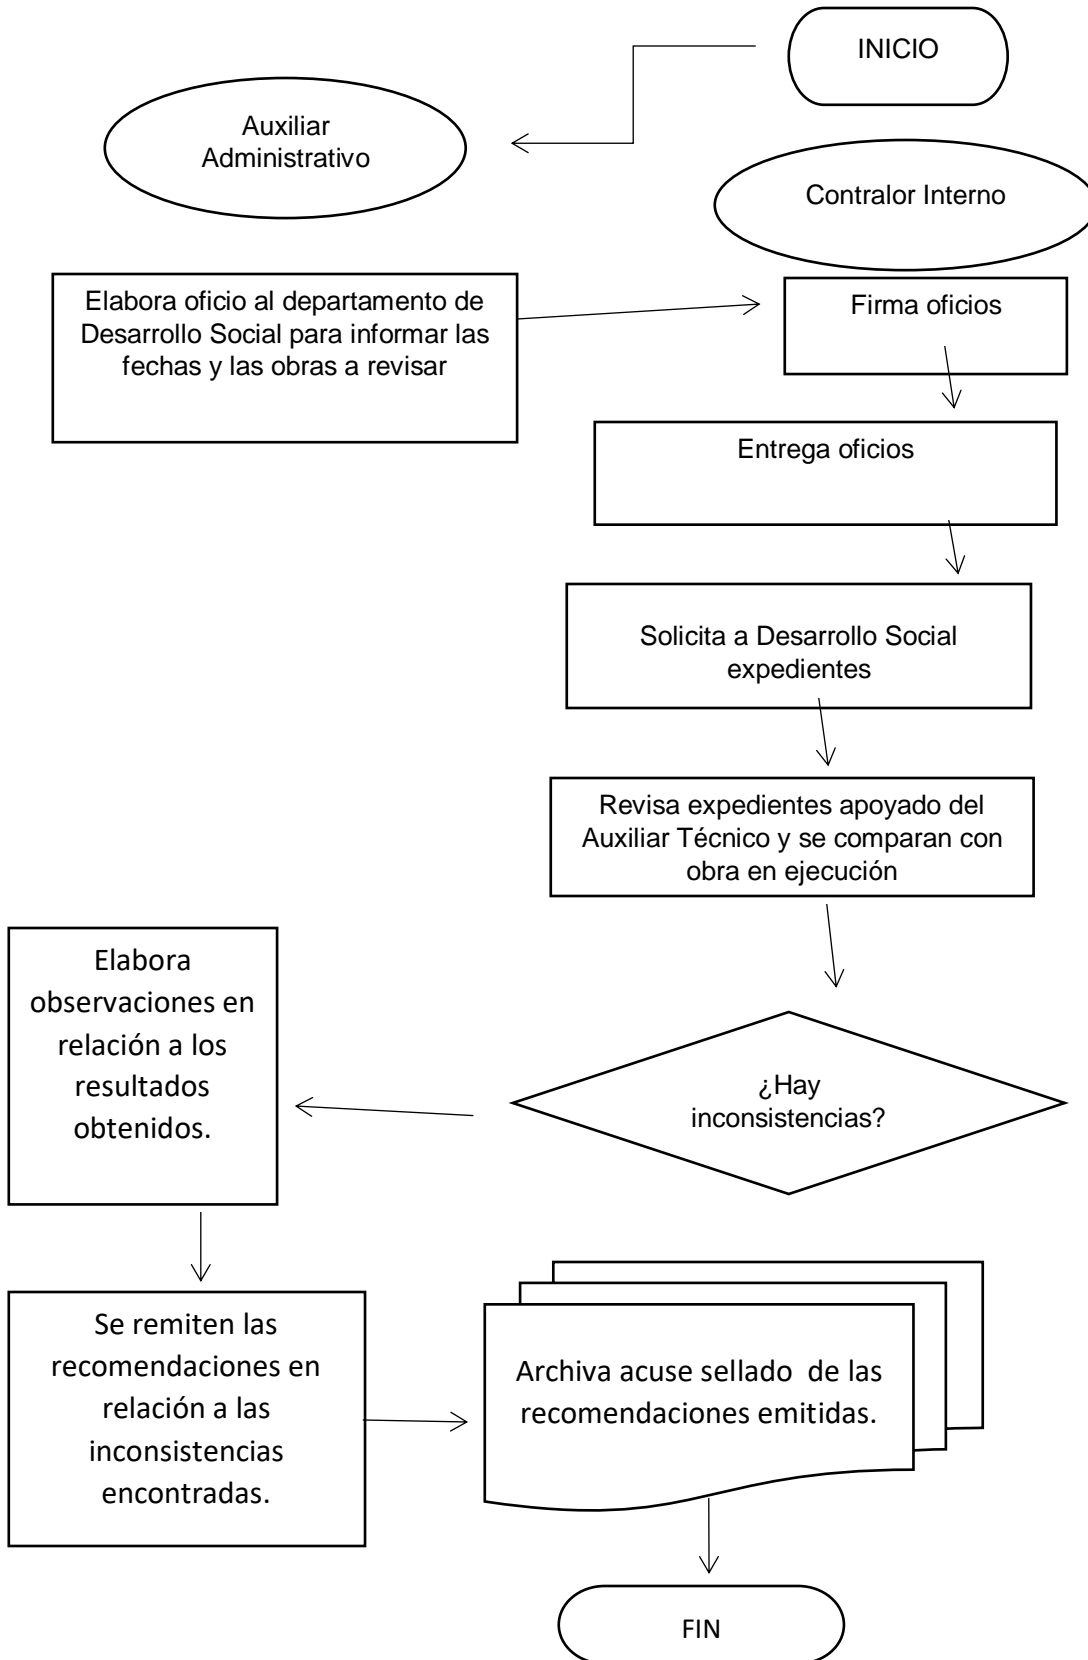 INICIO
Auxiliar
Administrativo
Contralor Interno
Elabora oficio al departamento de
Desarrollo Social para informar las
fechas y las obras a revisar
Firma oficios
Entrega oficios
Solicita a Desarrollo Social
expedientes
Revisa expedientes apoyado del
Auxiliar Técnico y se comparan con
obra en ejecución
¿Hay
inconsistencias?
Elabora
observaciones en
relación a los
resultados
obtenidos.
Se remiten las
recomendaciones en
relación a las
inconsistencias
encontradas.
Archiva acuse sellado  de las
recomendaciones emitidas.
FIN